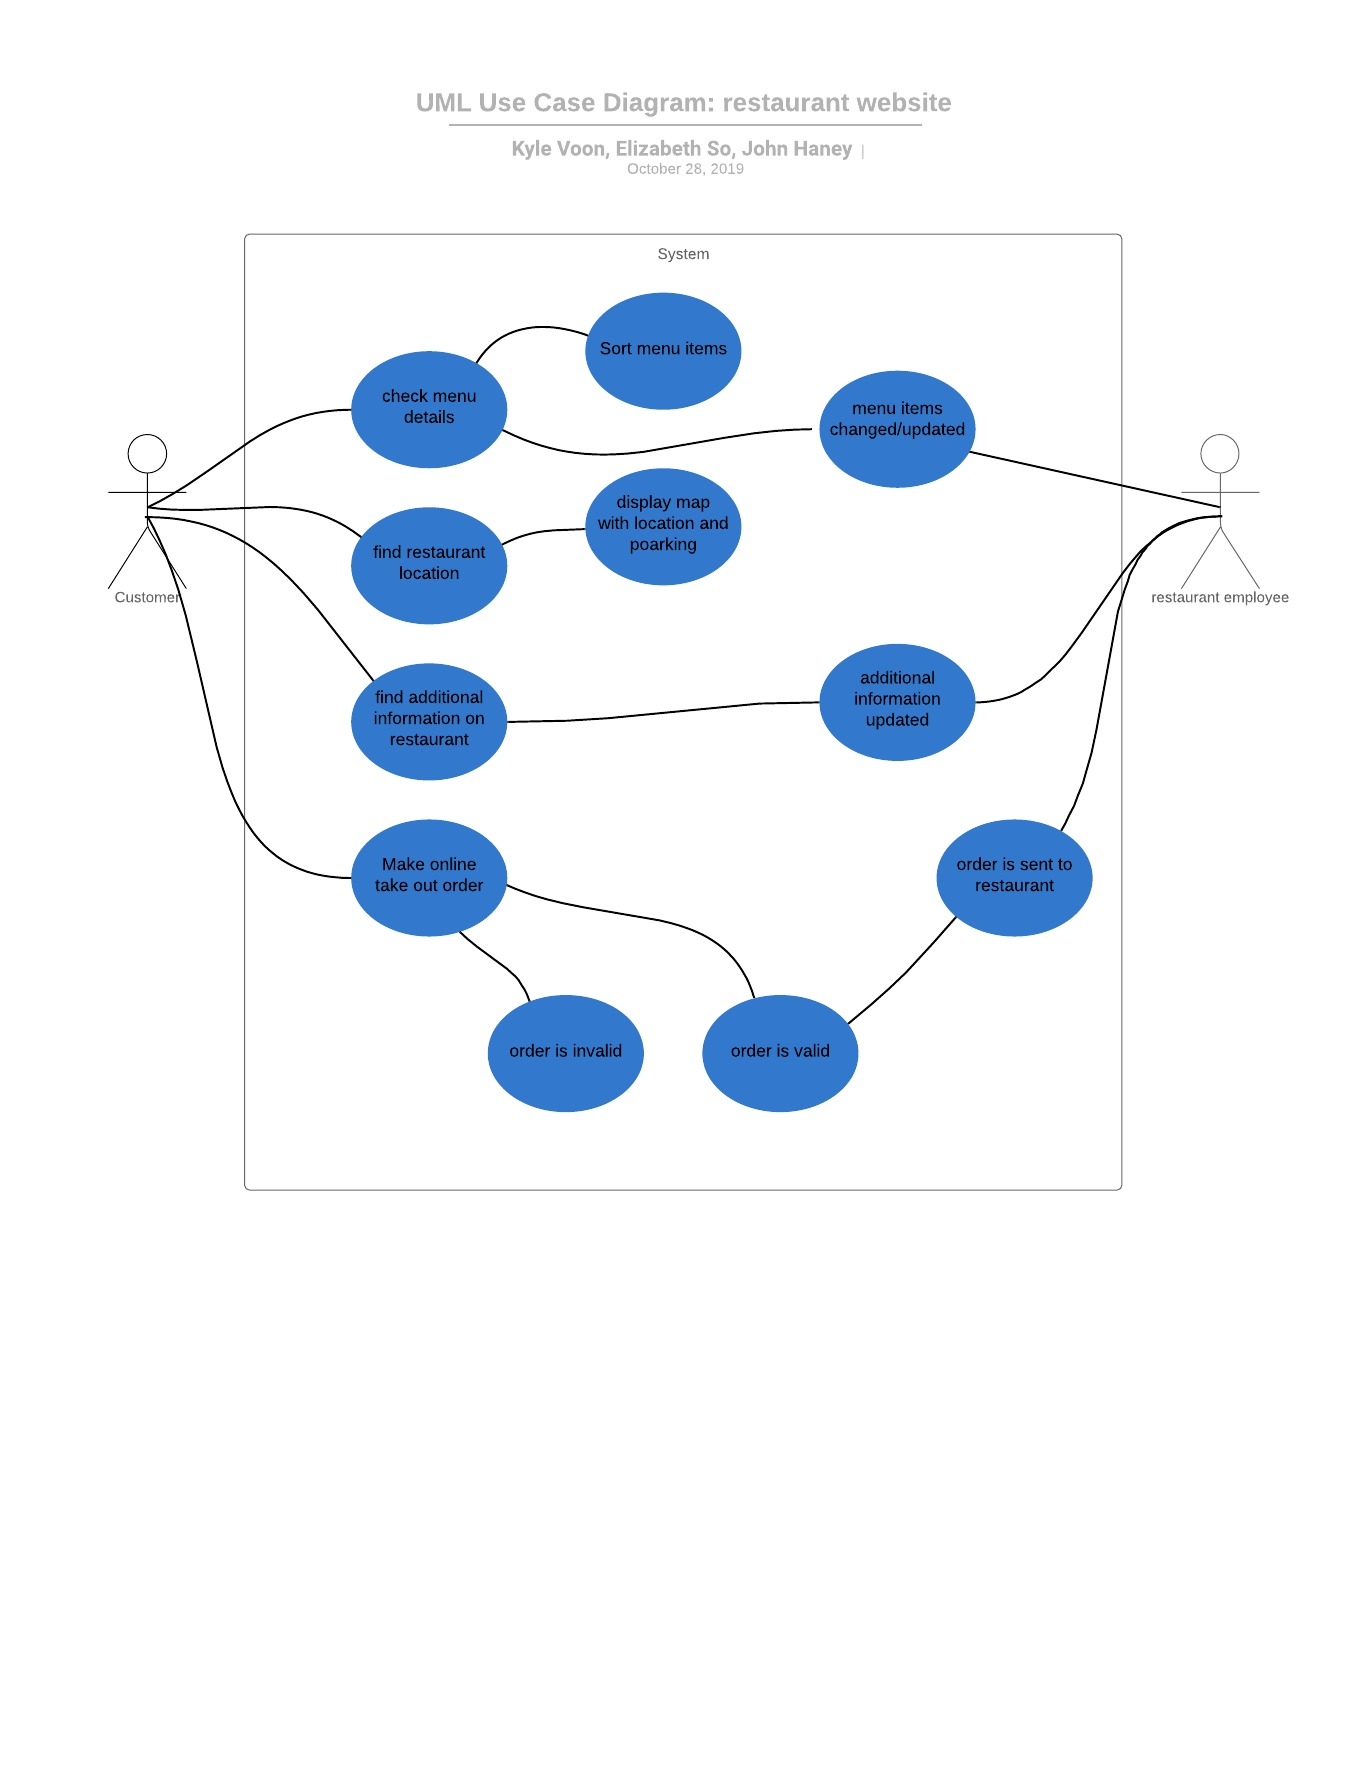 UML Use Case Diagram: restaurant website
Kyle Voon, Elizabeth So, John Haney |
October 28, 2019
System
Sort menu items
check menu
details
menu items
changed/updated
display map
with location and
poarking
find restaurant
location
Customer
restaurant employee
find additional
information on
restaurant
additional
information
updated
Make online
take out order
order is sent to
restaurant
order is invalid
order is valid